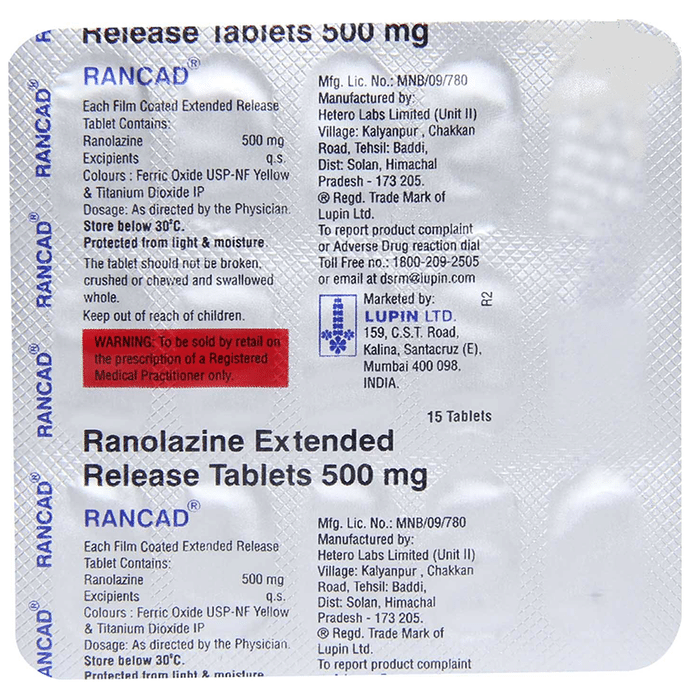 Release Tablets 500 mg
RANCAD®
Each Film Coated Extended Release
Tablet Contains:
Ranolazine 500 mg
Excipients q.s.
Colours : Ferric Oxide USP-NF Yellow
& Titanium Dioxide IP
Dosage: As directed by the Physician.
Store below 30°C.
Protected from light & moisture.
The tablet should not be broken,
crushed or chewed and swallowed
whole.
Keep out of reach of children.
WARNING: To be sold by retail on
the prescription of a Registered
Medical Practitioner only.
Mfg. Lic. No.: MNB/09/780
Manufactured by:
Hetero Labs Limited (Unit II)
Village: Kalyanpur, Chakkan
Road, Tehsil: Baddi,
Dist: Solan, Himachal
Pradesh - 173 205.
® Regd. Trade Mark of
Lupin Ltd.
To report product complaint
or Adverse Drug reaction dial
Toll Free no.: 1800-209-2505
or email at dsrm@lupin.com
Marketed by:
LUPIN LTD.
159, C.S.T. Road,
Kalina, Santacruz (E),
Mumbai 400 098,
INDIA.
R2
15 Tablets
Ranolazine Extended
Release Tablets 500 mg
RANCAD®
Each Film Coated Extended Release
Tablet Contains:
Ranolazine 500 mg
Excipients q.s.
Colours : Ferric Oxide USP-NF Yellow
& Titanium Dioxide IP
Dosage: As directed by the Physician.
Store below 30°C.
Protected from light & moisture.
Mfg. Lic. No.: MNB/09/780
Manufactured by:
Hetero Labs Limited (Unit II)
Village: Kalyanpur, Chakkan
Road, Tehsil: Baddi,
Dist: Solan, Himachal
Pradesh - 173 205.
® Regd. Trade Mark of
Lupin Ltd.
To report product complaint
RANCAD®
RANCAD®
RANCAD®
RANCAD®
ANCAD®